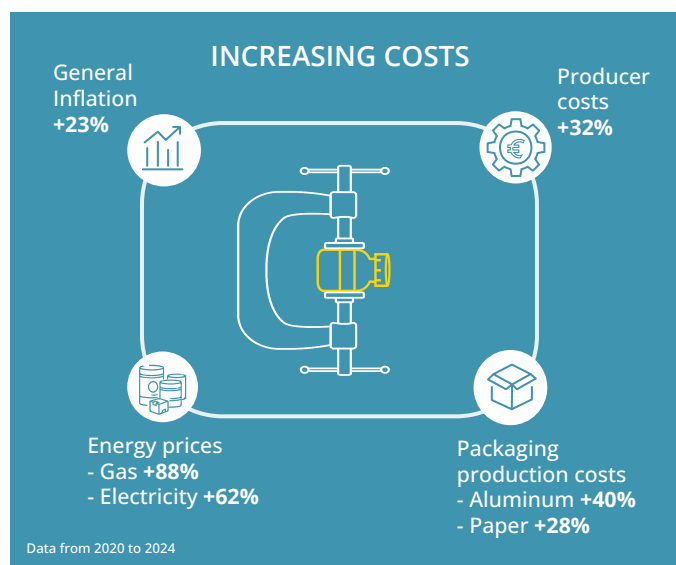 INCREASING COSTS
General
Inflation
+23%
Producer
costs
+32%
€
Energy prices
- Gas +88%
- Electricity +62%
Packaging
production costs
- Aluminum +40%
- Paper +28%
Data from 2020 to 2024